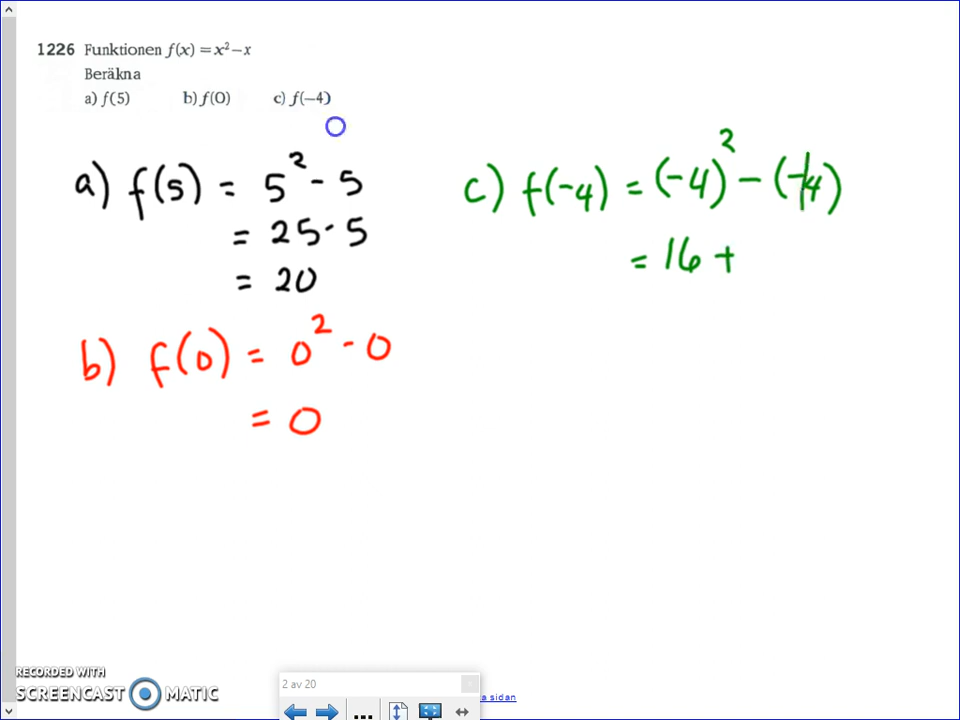 1226 Funktionen f(x) = x² – x
Beräkna
a) f(5) b) f(0) c) f(–4)
a) f(5) = 5² - 5
= 25 - 5
= 20
b) f(0) = 0² - 0
= 0
c) f(-4) = (-4)² - (-4)
= 16 +
RECORDED WITH
SCREENCAST MATIC
2 av 20
a sidan